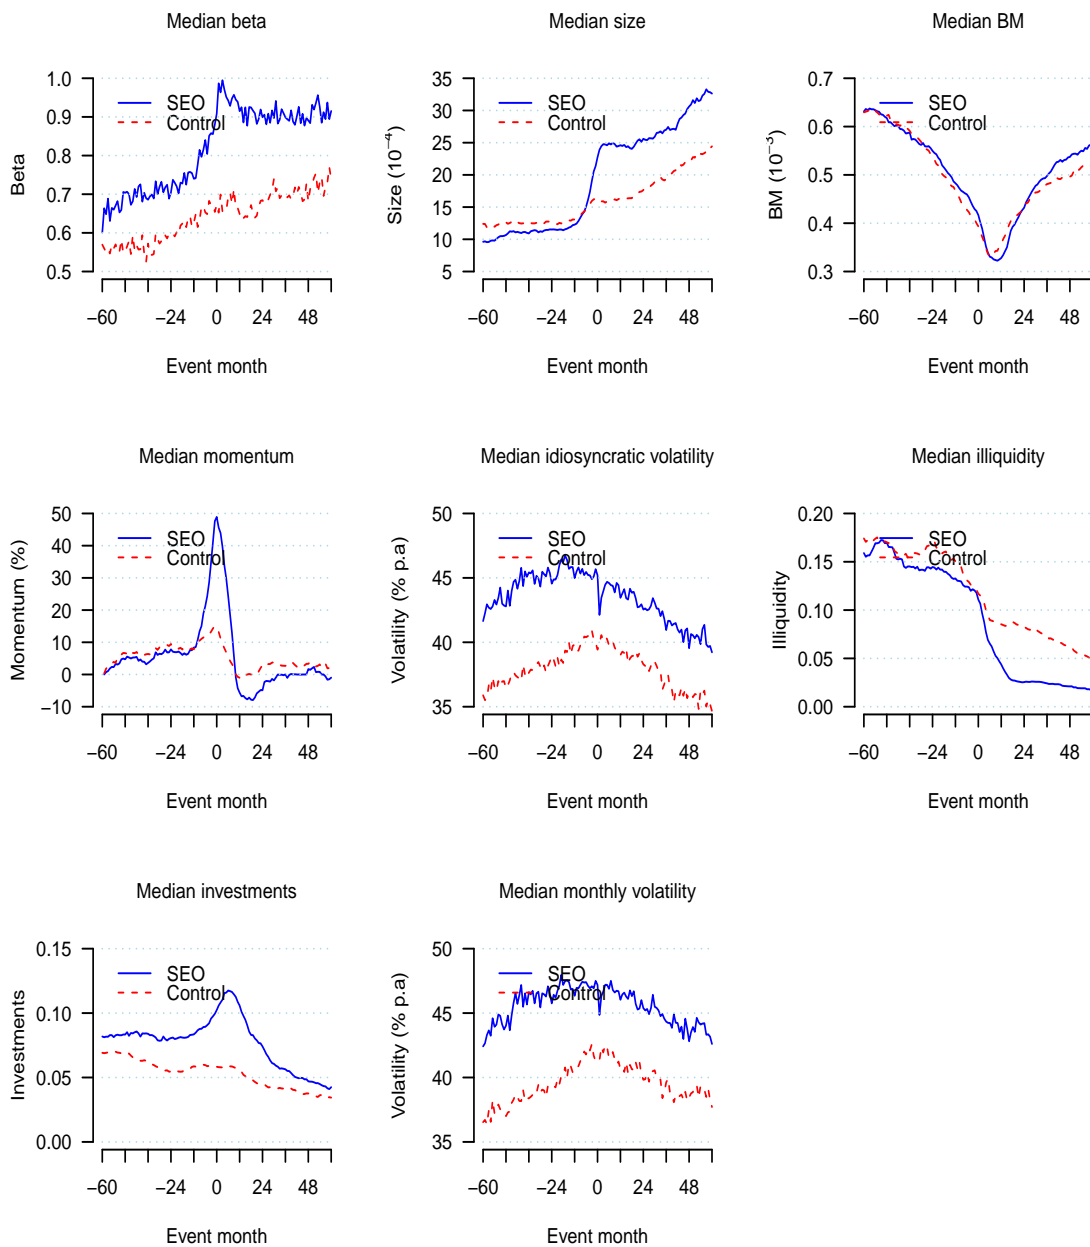 Median beta
Beta
1.0
0.9
0.8
0.7
0.6
0.5
SEO
Control
−60 −24 0 24 48
Event month
Median size
Size (10⁻⁴)
35
30
25
20
15
10
5
SEO
Control
−60 −24 0 24 48
Event month
Median BM
BM (10⁻³)
0.7
0.6
0.5
0.4
0.3
SEO
Control
−60 −24 0 24 48
Event month
Median momentum
Momentum (%)
50
40
30
20
10
0
−10
SEO
Control
−60 −24 0 24 48
Event month
Median idiosyncratic volatility
Volatility (% p.a)
50
45
40
35
SEO
Control
−60 −24 0 24 48
Event month
Median illiquidity
Illiquidity
0.20
0.15
0.10
0.05
0.00
SEO
Control
−60 −24 0 24 48
Event month
Median investments
Investments
0.15
0.10
0.05
0.00
SEO
Control
−60 −24 0 24 48
Event month
Median monthly volatility
Volatility (% p.a)
50
45
40
35
SEO
Control
−60 −24 0 24 48
Event month